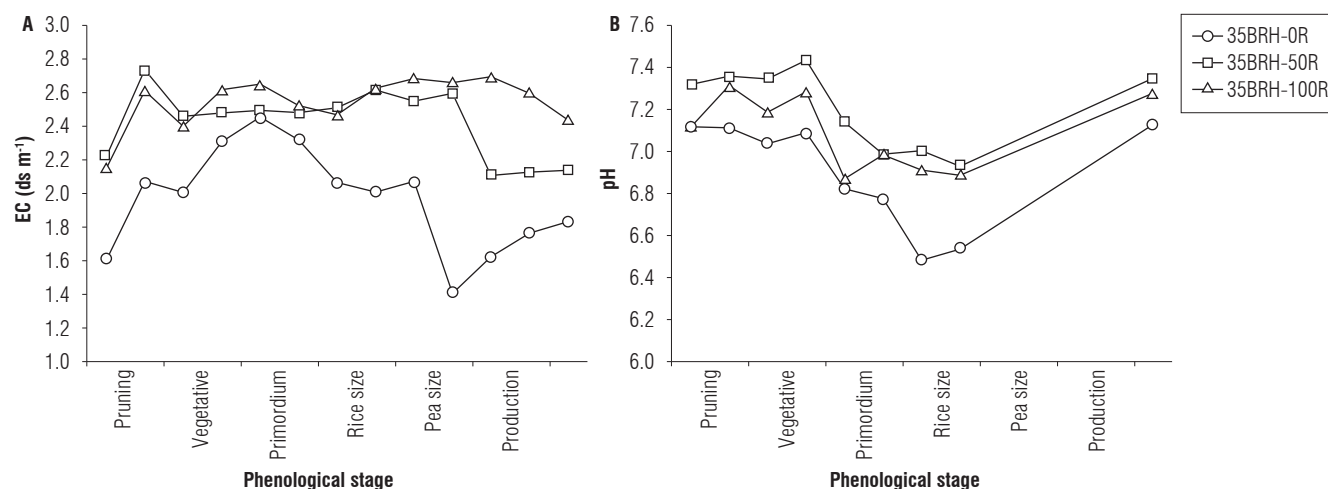 A
3.0
2.8
2.6
2.4
2.2
2.0
1.8
1.6
1.4
1.2
1.0
EC (ds m-1)
Pruning
Vegetative
Primordium
Rice size
Pea size
Production
Phenological stage
B
7.6
7.4
7.2
7.0
6.8
6.6
6.4
6.2
6.0
pH
Pruning
Vegetative
Primordium
Rice size
Pea size
Production
Phenological stage
35BRH-0R
35BRH-50R
35BRH-100R